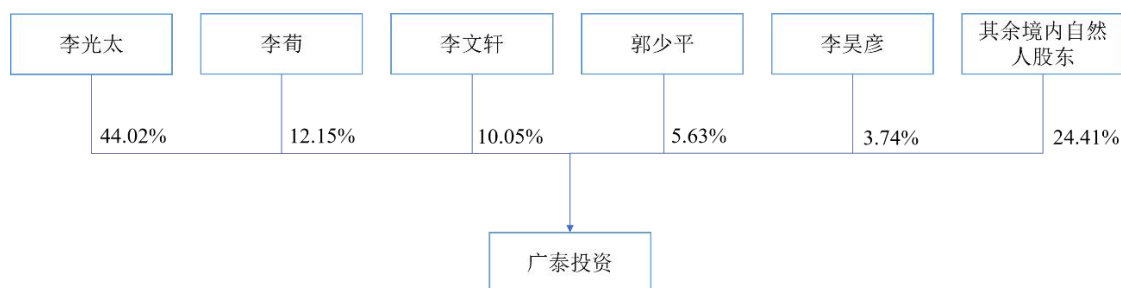 李光太
李荀
李文轩
郭少平
李昊彦
其余境内自然
人股东
44.02%
12.15%
10.05%
5.63%
3.74%
24.41%
广泰投资